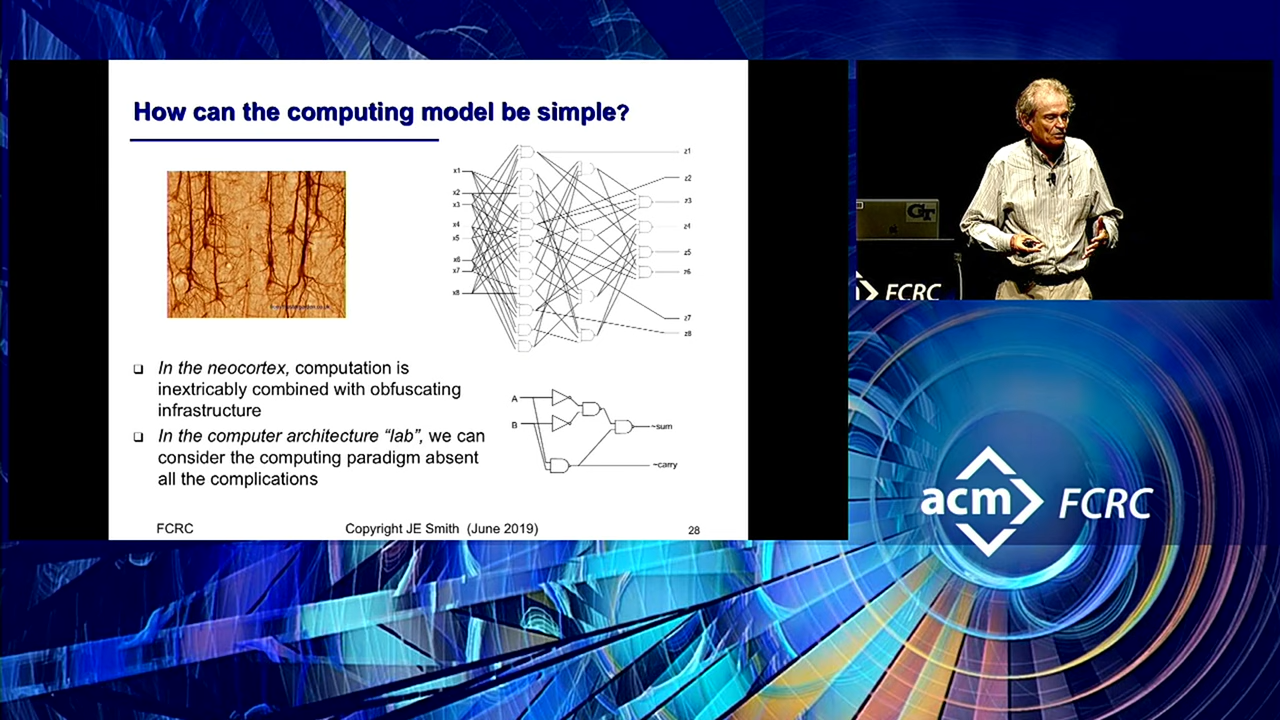 How can the computing model be simple?
x1
x2
x3
x4
x5
x6
x7
x8
z1
z2
z3
z4
z5
z6
z7
z8
In the neocortex, computation is
inextricably combined with obfuscating
infrastructure
In the computer architecture “lab”, we can
consider the computing paradigm absent
all the complications
A
B
~sum
~carry
FCRC
Copyright JE Smith (June 2019)
28
GT
FCRC
acm FCRC